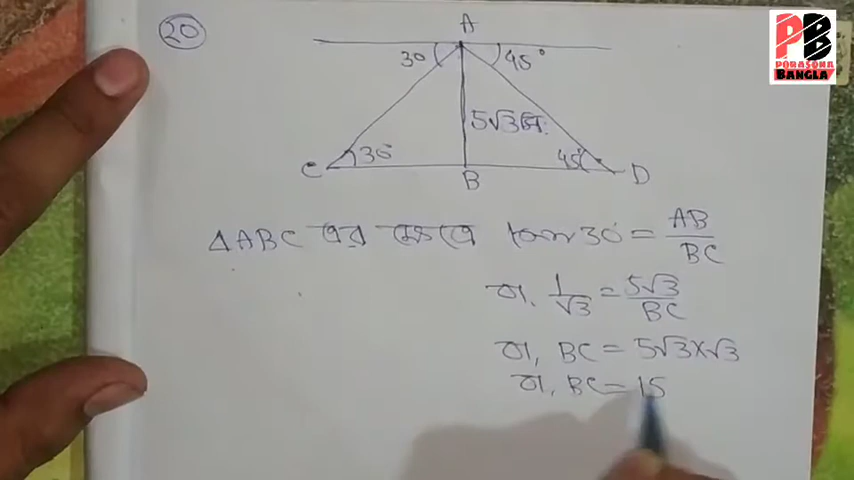 20
A
30 45°
5√3মি:
C 30° 45° D
B
ΔABC এর ক্ষেত্রে tan30° = AB/BC
বা, 1/√3 = 5√3/BC
বা, BC = 5√3×√3
বা, BC = 15
PB
PORASONA
BANGLA